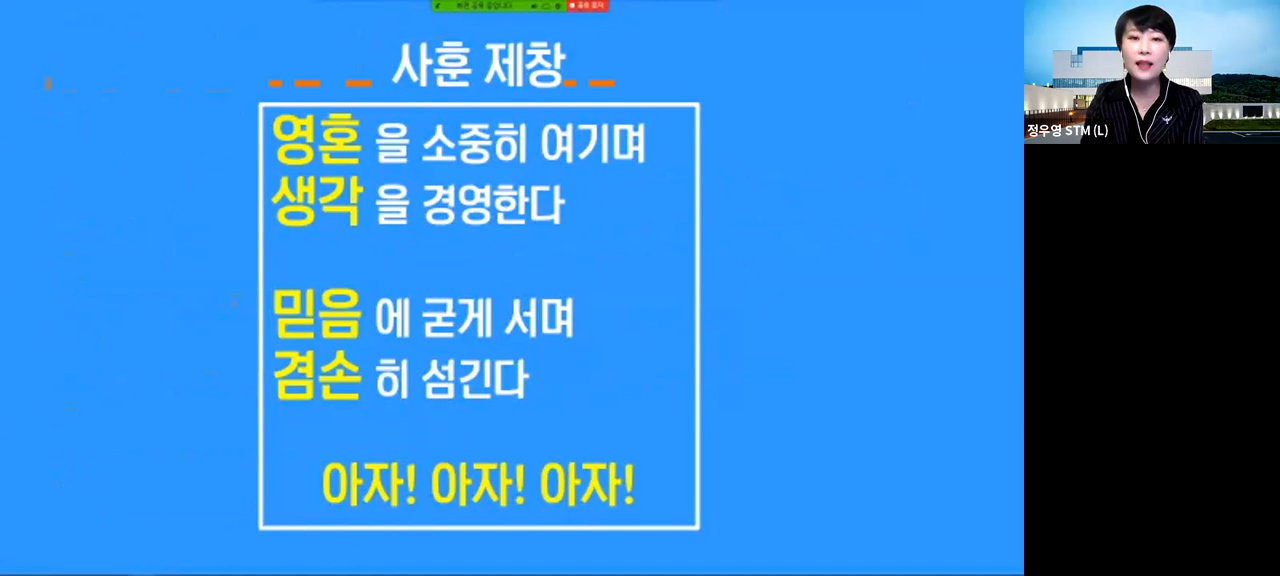 사훈 제창
영혼 을 소중히 여기며
생각 을 경영한다
믿음 에 굳게 서며
겸손 히 섬긴다
아자! 아자! 아자!
정우영 STM (L)